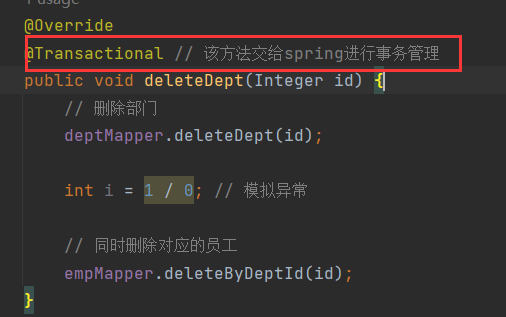 1 usage
@Override
@Transactional // 该方法交给spring进行事务管理
public void deleteDept(Integer id) {
// 删除部门
deptMapper.deleteDept(id);
int i = 1 / 0; // 模拟异常
// 同时删除对应的员工
empMapper.deleteByDeptId(id);
}